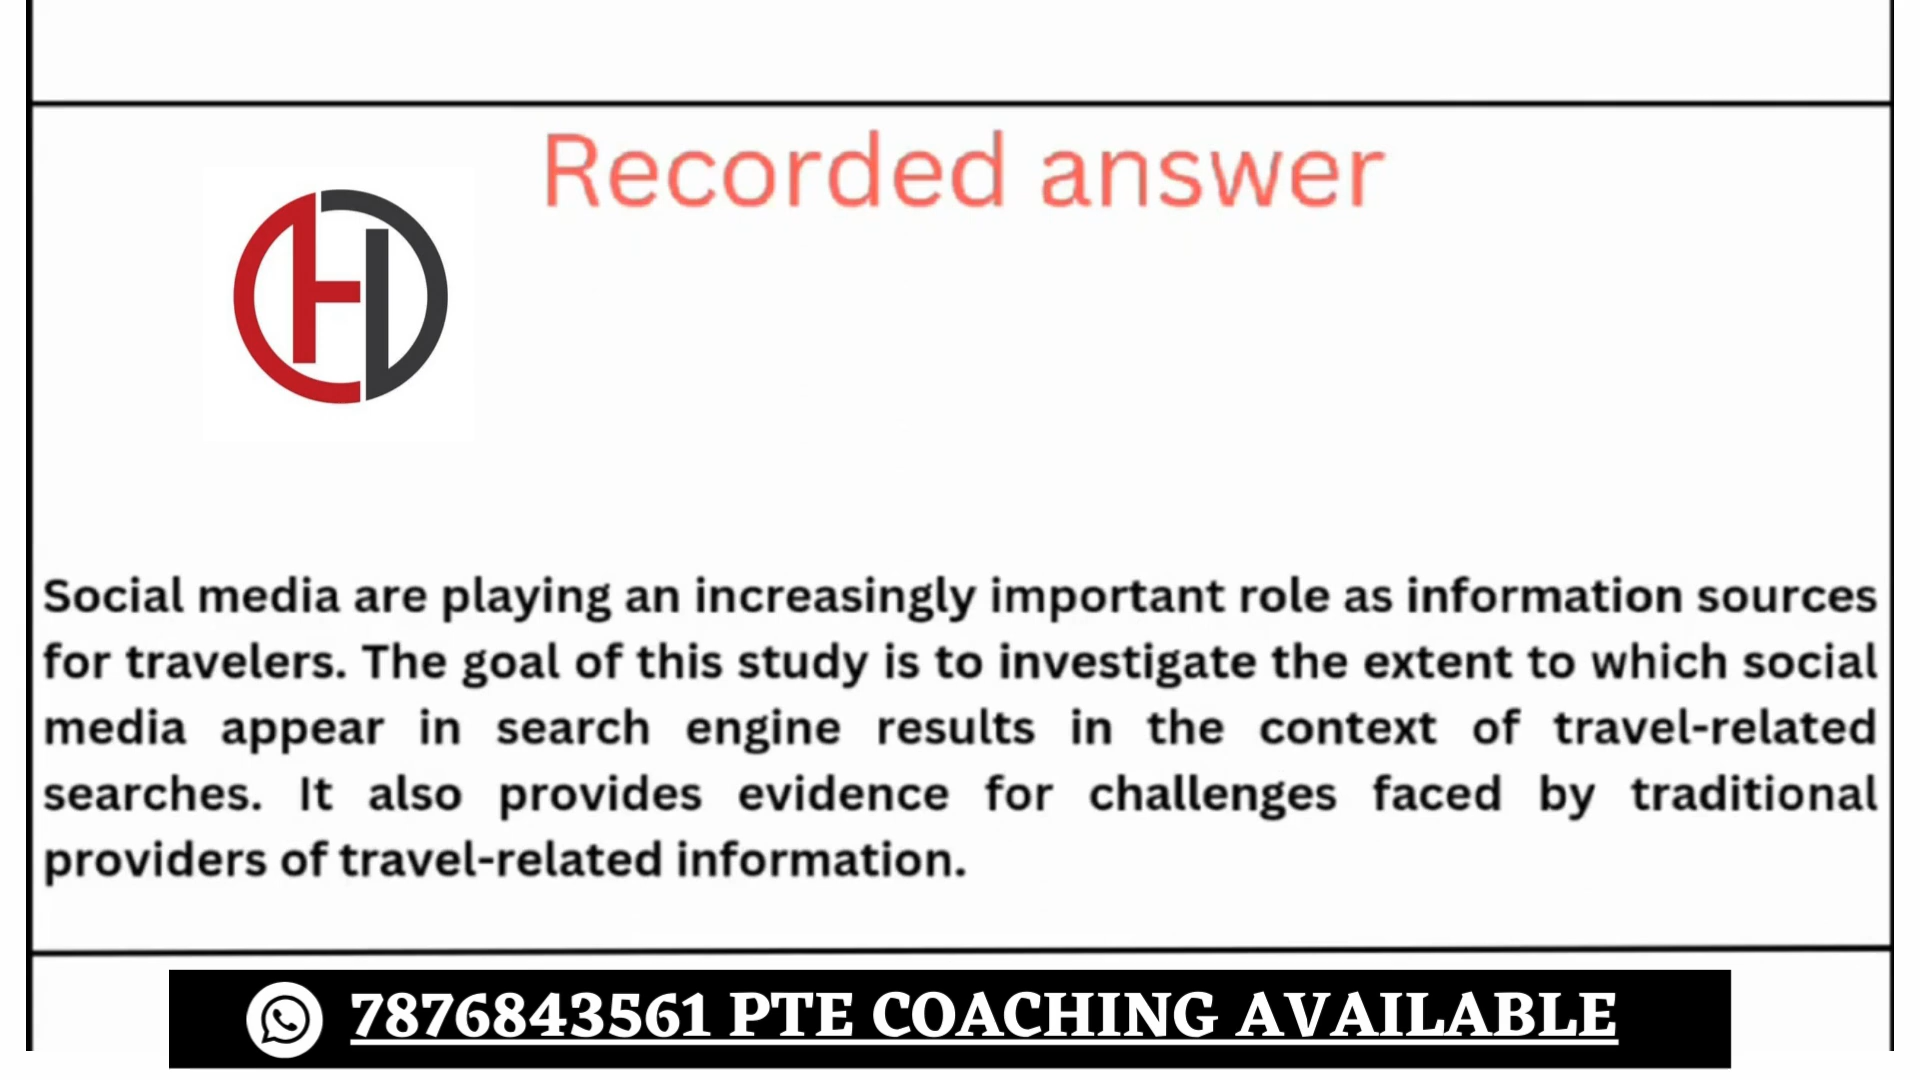 Recorded answer
Social media are playing an increasingly important role as information sources
for travelers. The goal of this study is to investigate the extent to which social
media appear in search engine results in the context of travel-related
searches. It also provides evidence for challenges faced by traditional
providers of travel-related information.
7876843561 PTE COACHING AVAILABLE